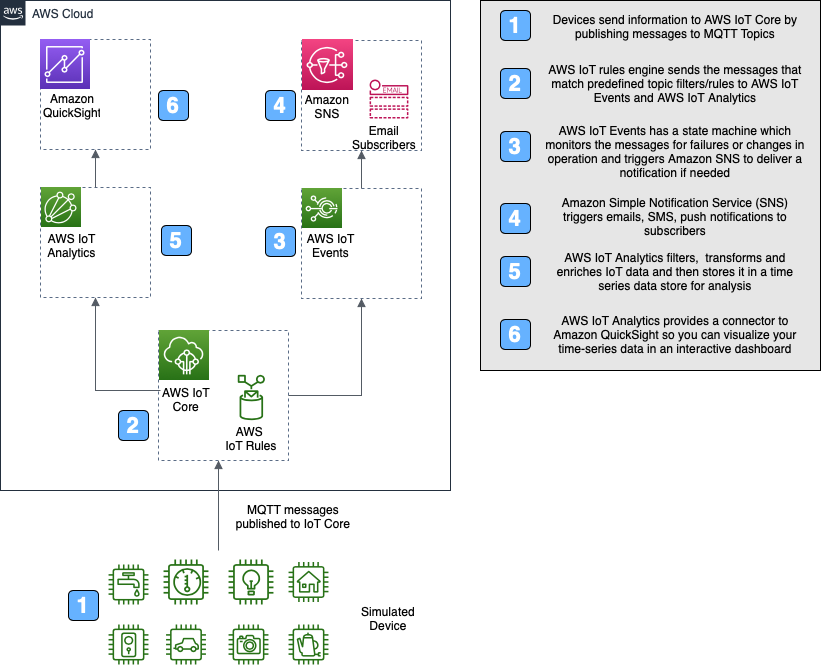 aws
AWS Cloud
Amazon
QuickSight
6
4
Amazon
SNS
EMAIL
Email
Subscribers
AWS IoT
Analytics
5
3
AWS IoT
Events
AWS IoT
Core
2
AWS
IoT Rules
MQTT messages
published to IoT Core
1
Simulated
Device
1
Devices send information to AWS IoT Core by
publishing messages to MQTT Topics
2
AWS IoT rules engine sends the messages that
match predefined topic filters/rules to AWS IoT
Events and AWS IoT Analytics
3
AWS IoT Events has a state machine which
monitors the messages for failures or changes in
operation and triggers Amazon SNS to deliver a
notification if needed
4
Amazon Simple Notification Service (SNS)
triggers emails, SMS, push notifications to
subscribers
5
AWS IoT Analytics filters, transforms and
enriches IoT data and then stores it in a time
series data store for analysis
6
AWS IoT Analytics provides a connector to
Amazon QuickSight so you can visualize your
time-series data in an interactive dashboard